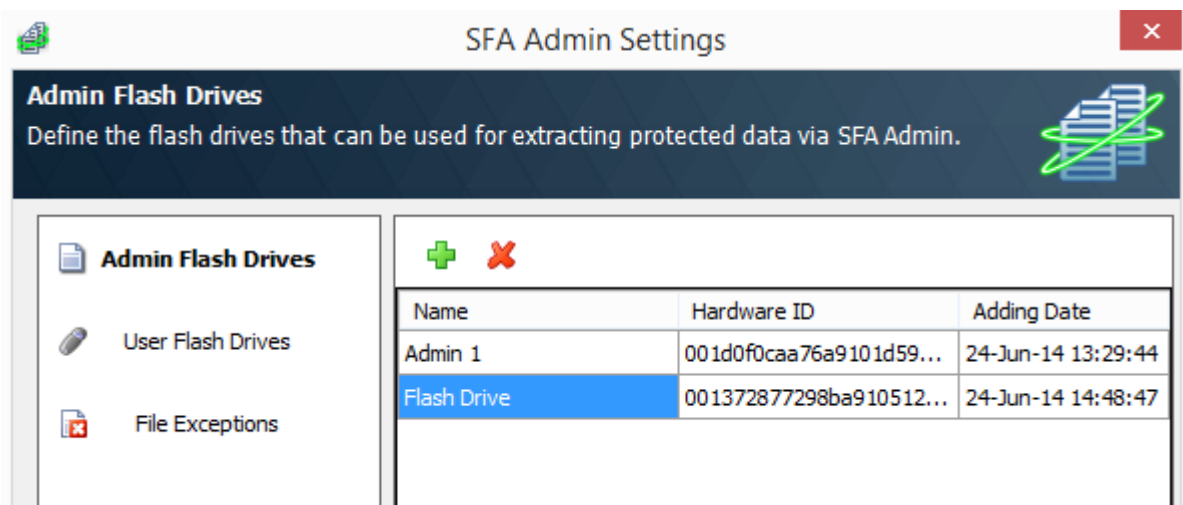 SFA Admin Settings
Admin Flash Drives
Define the flash drives that can be used for extracting protected data via SFA Admin.
Admin Flash Drives
User Flash Drives
File Exceptions
Name Hardware ID Adding Date
Admin 1 001d0f0caa76a9101d59... 24-Jun-14 13:29:44
Flash Drive 001372877298ba910512... 24-Jun-14 14:48:47